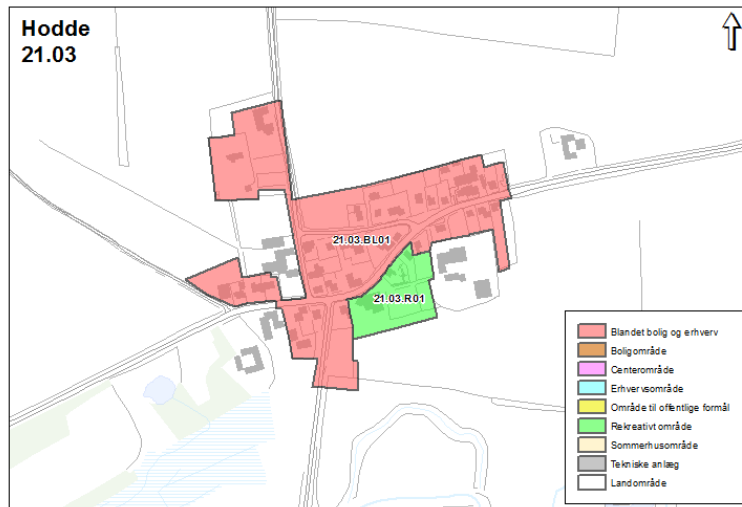 Hodde
21.03
21.03.BL01
21.03.R01
Blandet bolig og erhverv
Boligområde
Centerområde
Erhvervsområde
Område til offentlige formål
Rekreativt område
Sommerhusområde
Tekniske anlæg
Landområde